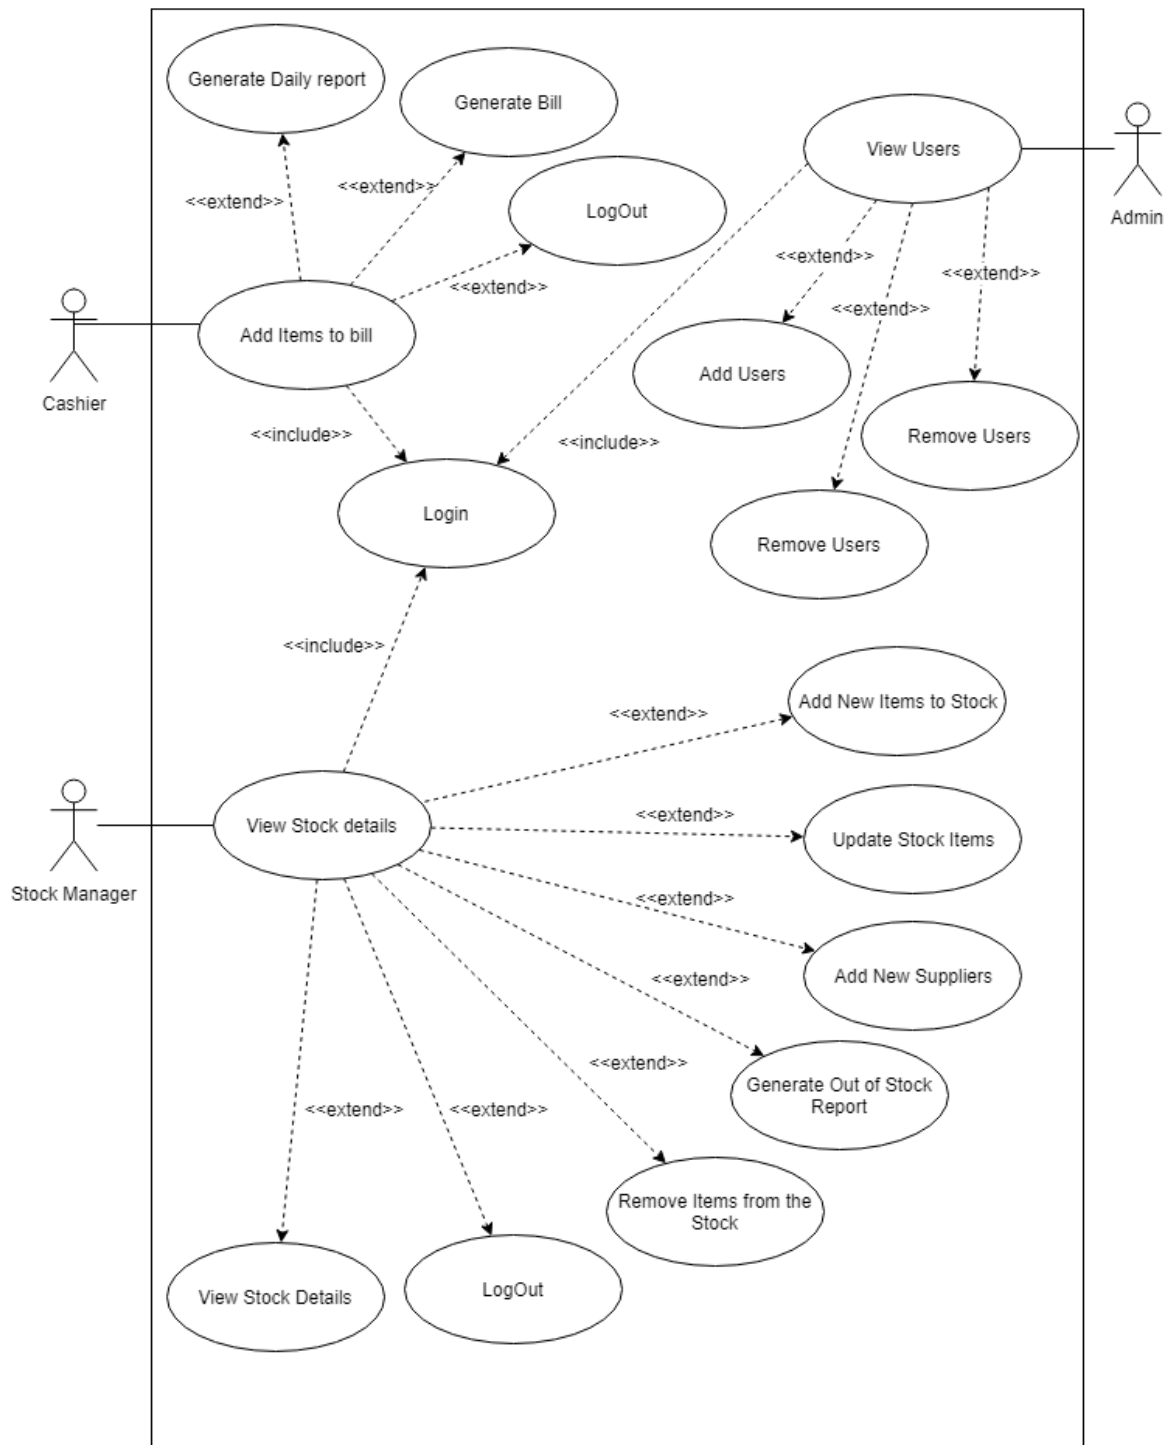 Generate Daily report
Generate Bill
View Users
<<extend>>
<<extend>>
LogOut
Admin
<<extend>>
<<extend>>
<<extend>>
<<extend>>
Add Items to bill
Cashier
Add Users
<<include>>
<<include>>
Remove Users
Login
Remove Users
<<include>>
Add New Items to Stock
<<extend>>
View Stock details
<<extend>>
Update Stock Items
Stock Manager
<<extend>>
Add New Suppliers
<<extend>>
<<extend>>
Generate Out of Stock
Report
<<extend>>
<<extend>>
Remove Items from the
Stock
View Stock Details
LogOut